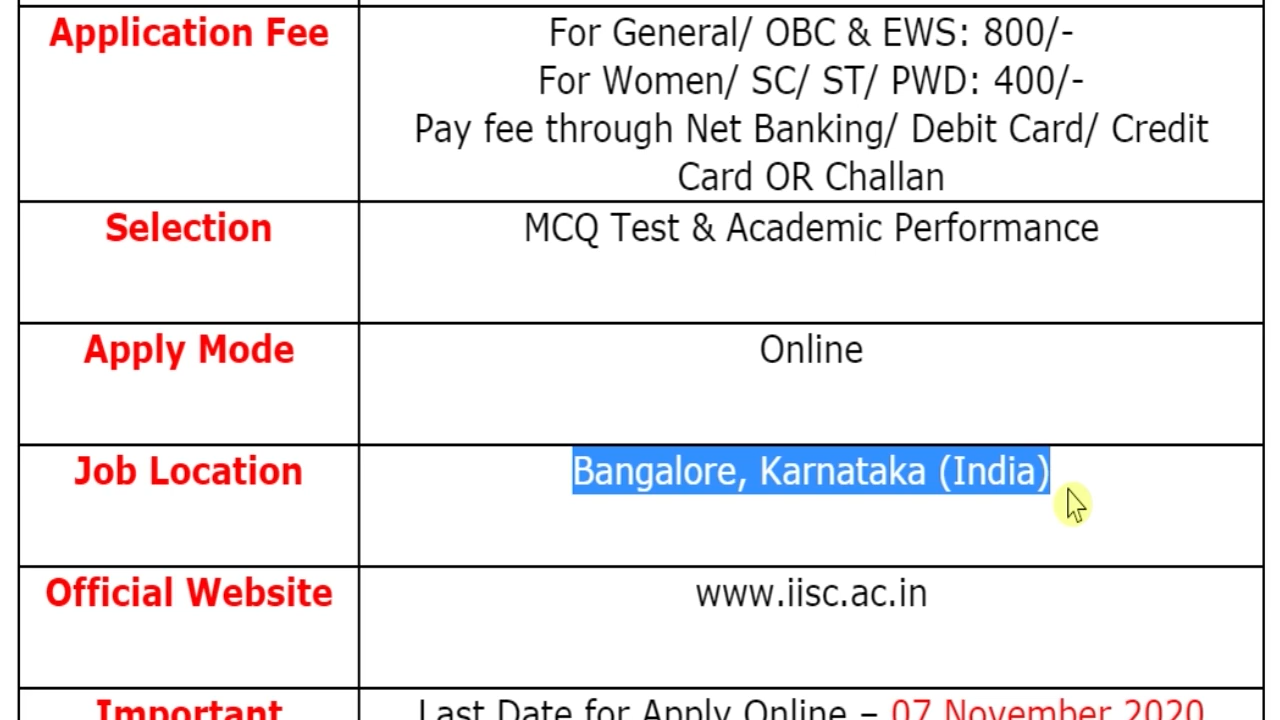 Application Fee
For General/ OBC & EWS: 800/-
For Women/ SC/ ST/ PWD: 400/-
Pay fee through Net Banking/ Debit Card/ Credit
Card OR Challan
Selection
MCQ Test & Academic Performance
Apply Mode
Online
Job Location
Bangalore, Karnataka (India)
Official Website
www.iisc.ac.in
Important
Last Date for Apply Online – 07 November 2020